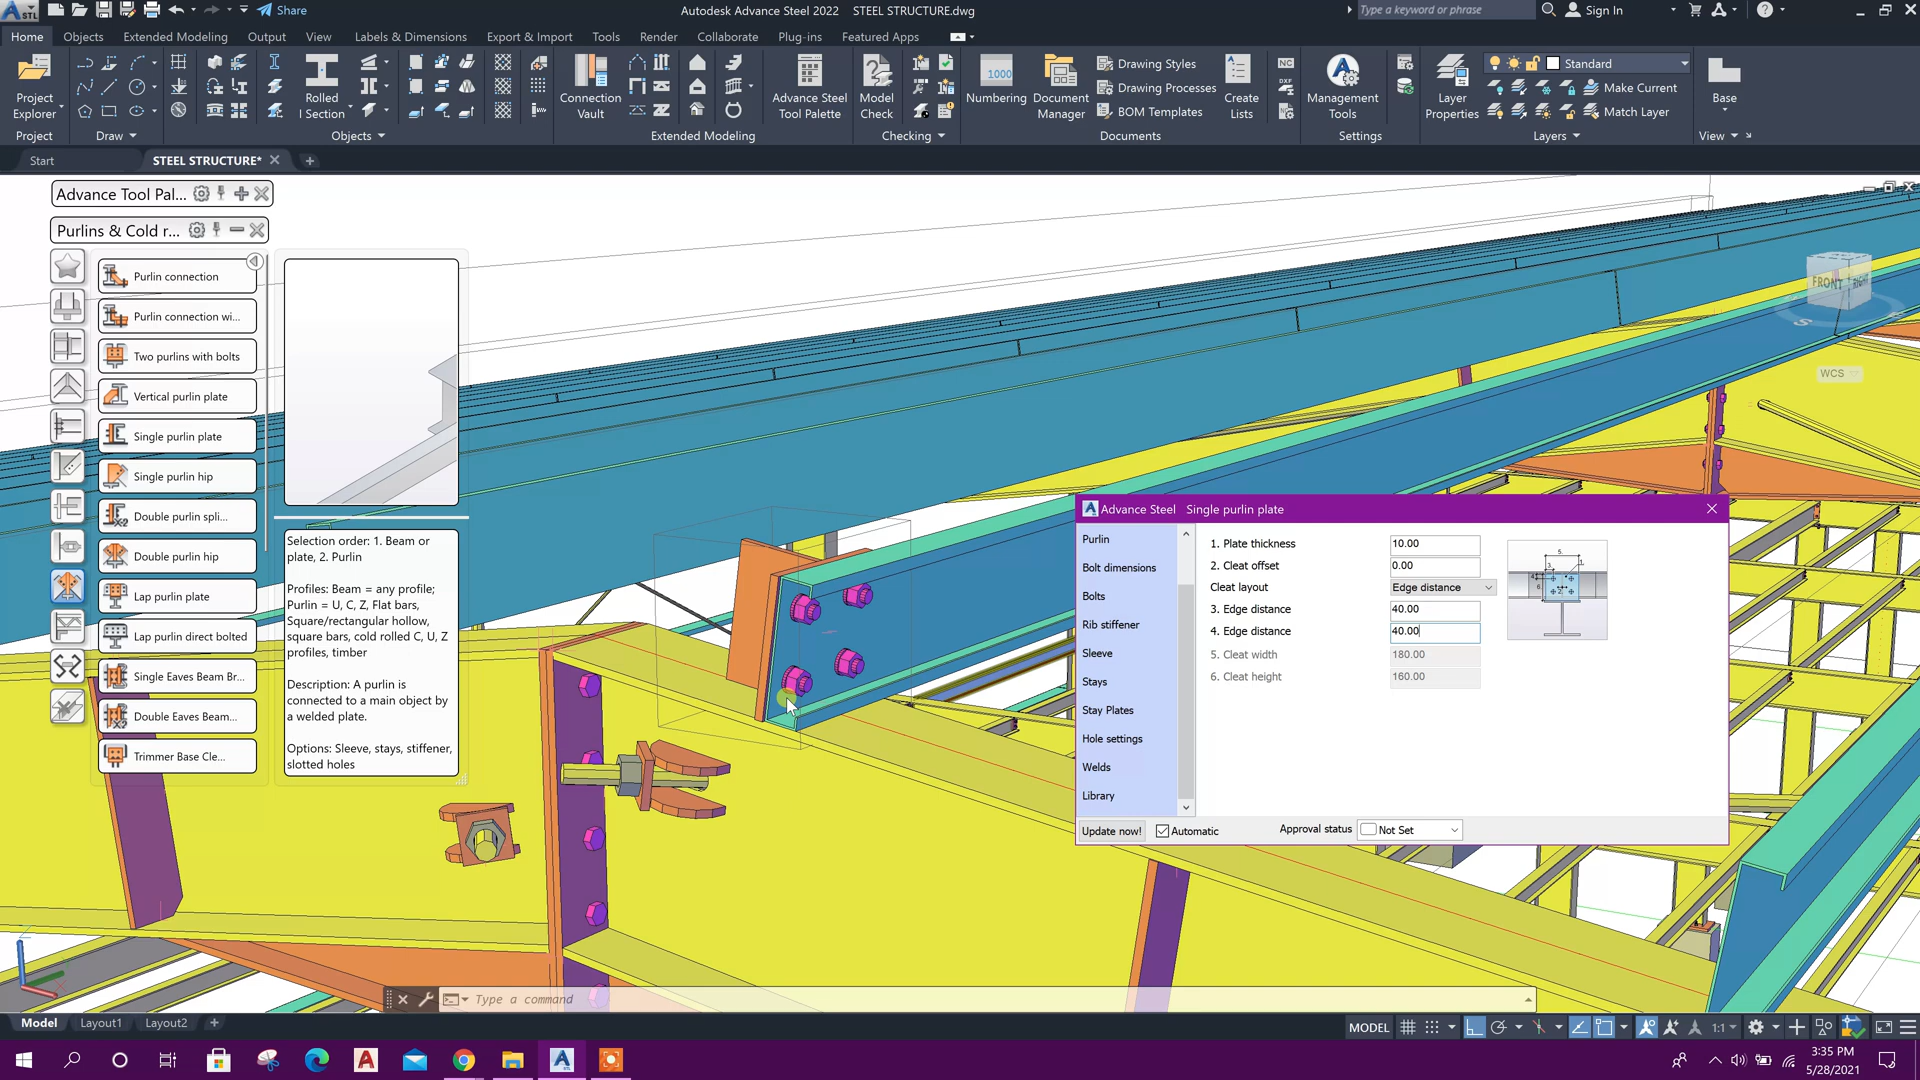 Share
Autodesk Advance Steel 2022 STEEL STRUCTURE.dwg
Type a keyword or phrase
Sign In
STL
Home Objects Extended Modeling Output View Labels & Dimensions Export & Import Tools Render Collaborate Plug-ins Featured Apps
Project
Explorer
Rolled
I Section
Connection
Vault
Advance Steel
Tool Palette
Model
Check
1000
Numbering
Document
Manager
Drawing Styles
Drawing Processes
BOM Templates
Create
Lists
NC
DXF
Management
Tools
Layer
Properties
Standard
Make Current
Match Layer
Base
Project Draw Objects Extended Modeling Checking Documents Settings Layers View
Start STEEL STRUCTURE*
Advance Tool Pal...
Purlins & Cold r...
Purlin connection
Purlin connection wi...
Two purlins with bolts
Vertical purlin plate
Single purlin plate
Single purlin hip
Double purlin spli...
Double purlin hip
Lap purlin plate
Lap purlin direct bolted
Single Eaves Beam Br...
Double Eaves Beam...
Trimmer Base Cle...
Selection order: 1. Beam or
plate, 2. Purlin
Profiles: Beam = any profile;
Purlin = U, C, Z, Flat bars,
Square/rectangular hollow,
square bars, cold rolled C, U, Z
profiles, timber
Description: A purlin is
connected to a main object by
a welded plate.
Options: Sleeve, stays, stiffener,
slotted holes
FRONT RIGHT
S
WCS
Advance Steel Single purlin plate
Purlin
Bolt dimensions
Bolts
Rib stiffener
Sleeve
Stays
Stay Plates
Hole settings
Welds
Library
1. Plate thickness 10.00
2. Cleat offset 0.00
Cleat layout Edge distance
3. Edge distance 40.00
4. Edge distance 40.00
5. Cleat width 180.00
6. Cleat height 160.00
Update now! Automatic Approval status Not Set
Type a command
Model Layout1 Layout2
MODEL 1:1
3:35 PM
5/28/2021